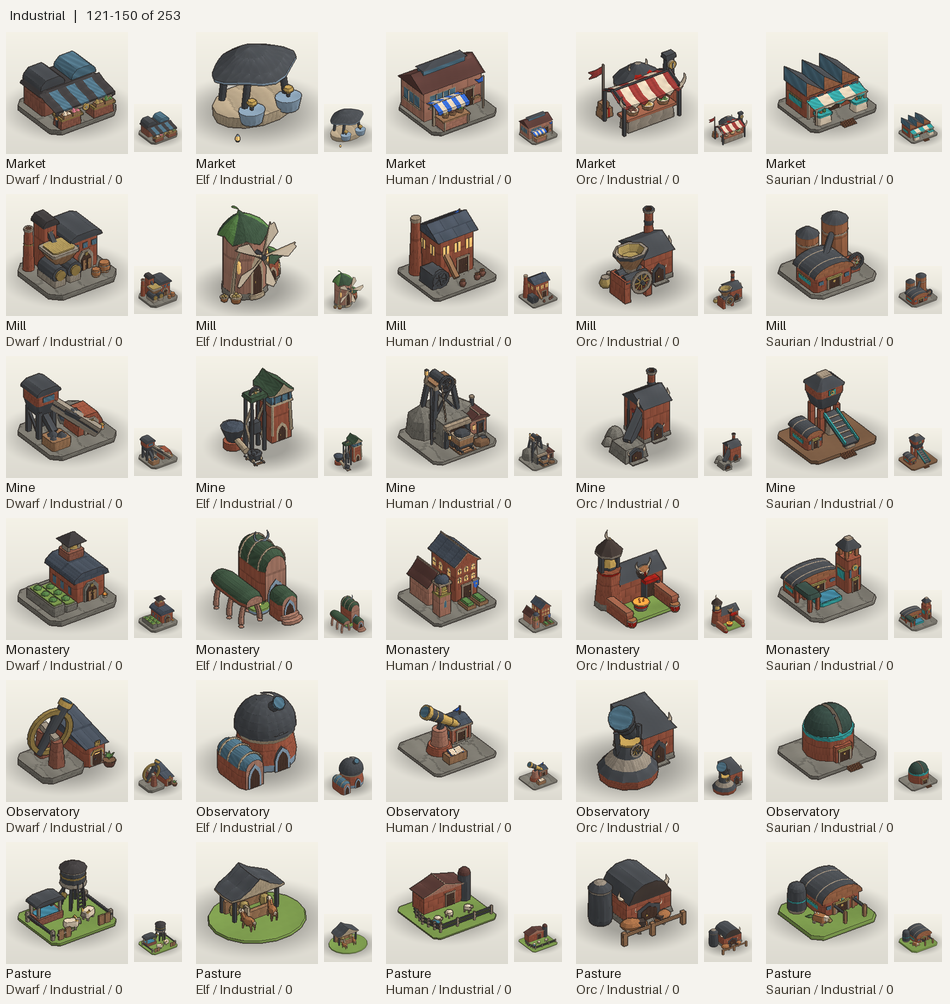 Industrial | 121-150 of 253
Market Market Market Market Market
Dwarf / Industrial / 0 Elf / Industrial / 0 Human / Industrial / 0 Orc / Industrial / 0 Saurian / Industrial / 0
Mill Mill Mill Mill Mill
Dwarf / Industrial / 0 Elf / Industrial / 0 Human / Industrial / 0 Orc / Industrial / 0 Saurian / Industrial / 0
Mine Mine Mine Mine Mine
Dwarf / Industrial / 0 Elf / Industrial / 0 Human / Industrial / 0 Orc / Industrial / 0 Saurian / Industrial / 0
Monastery Monastery Monastery Monastery Monastery
Dwarf / Industrial / 0 Elf / Industrial / 0 Human / Industrial / 0 Orc / Industrial / 0 Saurian / Industrial / 0
Observatory Observatory Observatory Observatory Observatory
Dwarf / Industrial / 0 Elf / Industrial / 0 Human / Industrial / 0 Orc / Industrial / 0 Saurian / Industrial / 0
Pasture Pasture Pasture Pasture Pasture
Dwarf / Industrial / 0 Elf / Industrial / 0 Human / Industrial / 0 Orc / Industrial / 0 Saurian / Industrial / 0